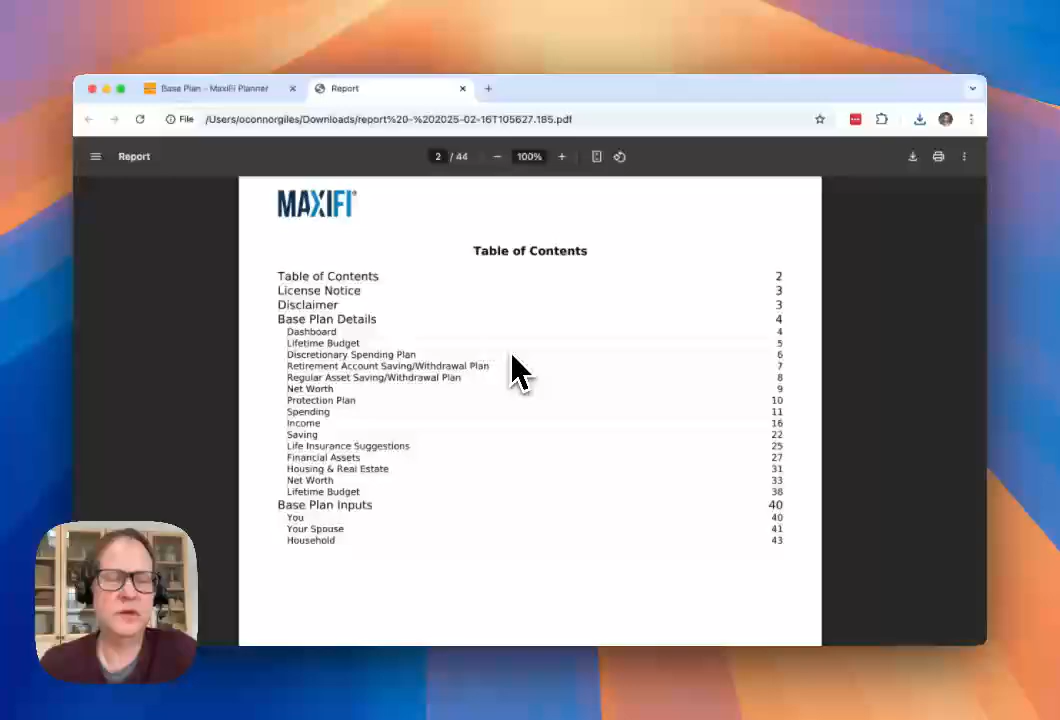 Base Plan - MaxiFi Planner
Report
File /Users/oconnorgiles/Downloads/report%20-%202025-02-16T105627.185.pdf
Report
2 / 44
100%
MAXIFI®
Table of Contents
Table of Contents 2
License Notice 3
Disclaimer 3
Base Plan Details 4
Dashboard 4
Lifetime Budget 5
Discretionary Spending Plan 6
Retirement Account Saving/Withdrawal Plan 7
Regular Asset Saving/Withdrawal Plan 8
Net Worth 9
Protection Plan 10
Spending 11
Income 16
Saving 22
Life Insurance Suggestions 25
Financial Assets 27
Housing & Real Estate 31
Net Worth 33
Lifetime Budget 38
Base Plan Inputs 40
You 40
Your Spouse 41
Household 43